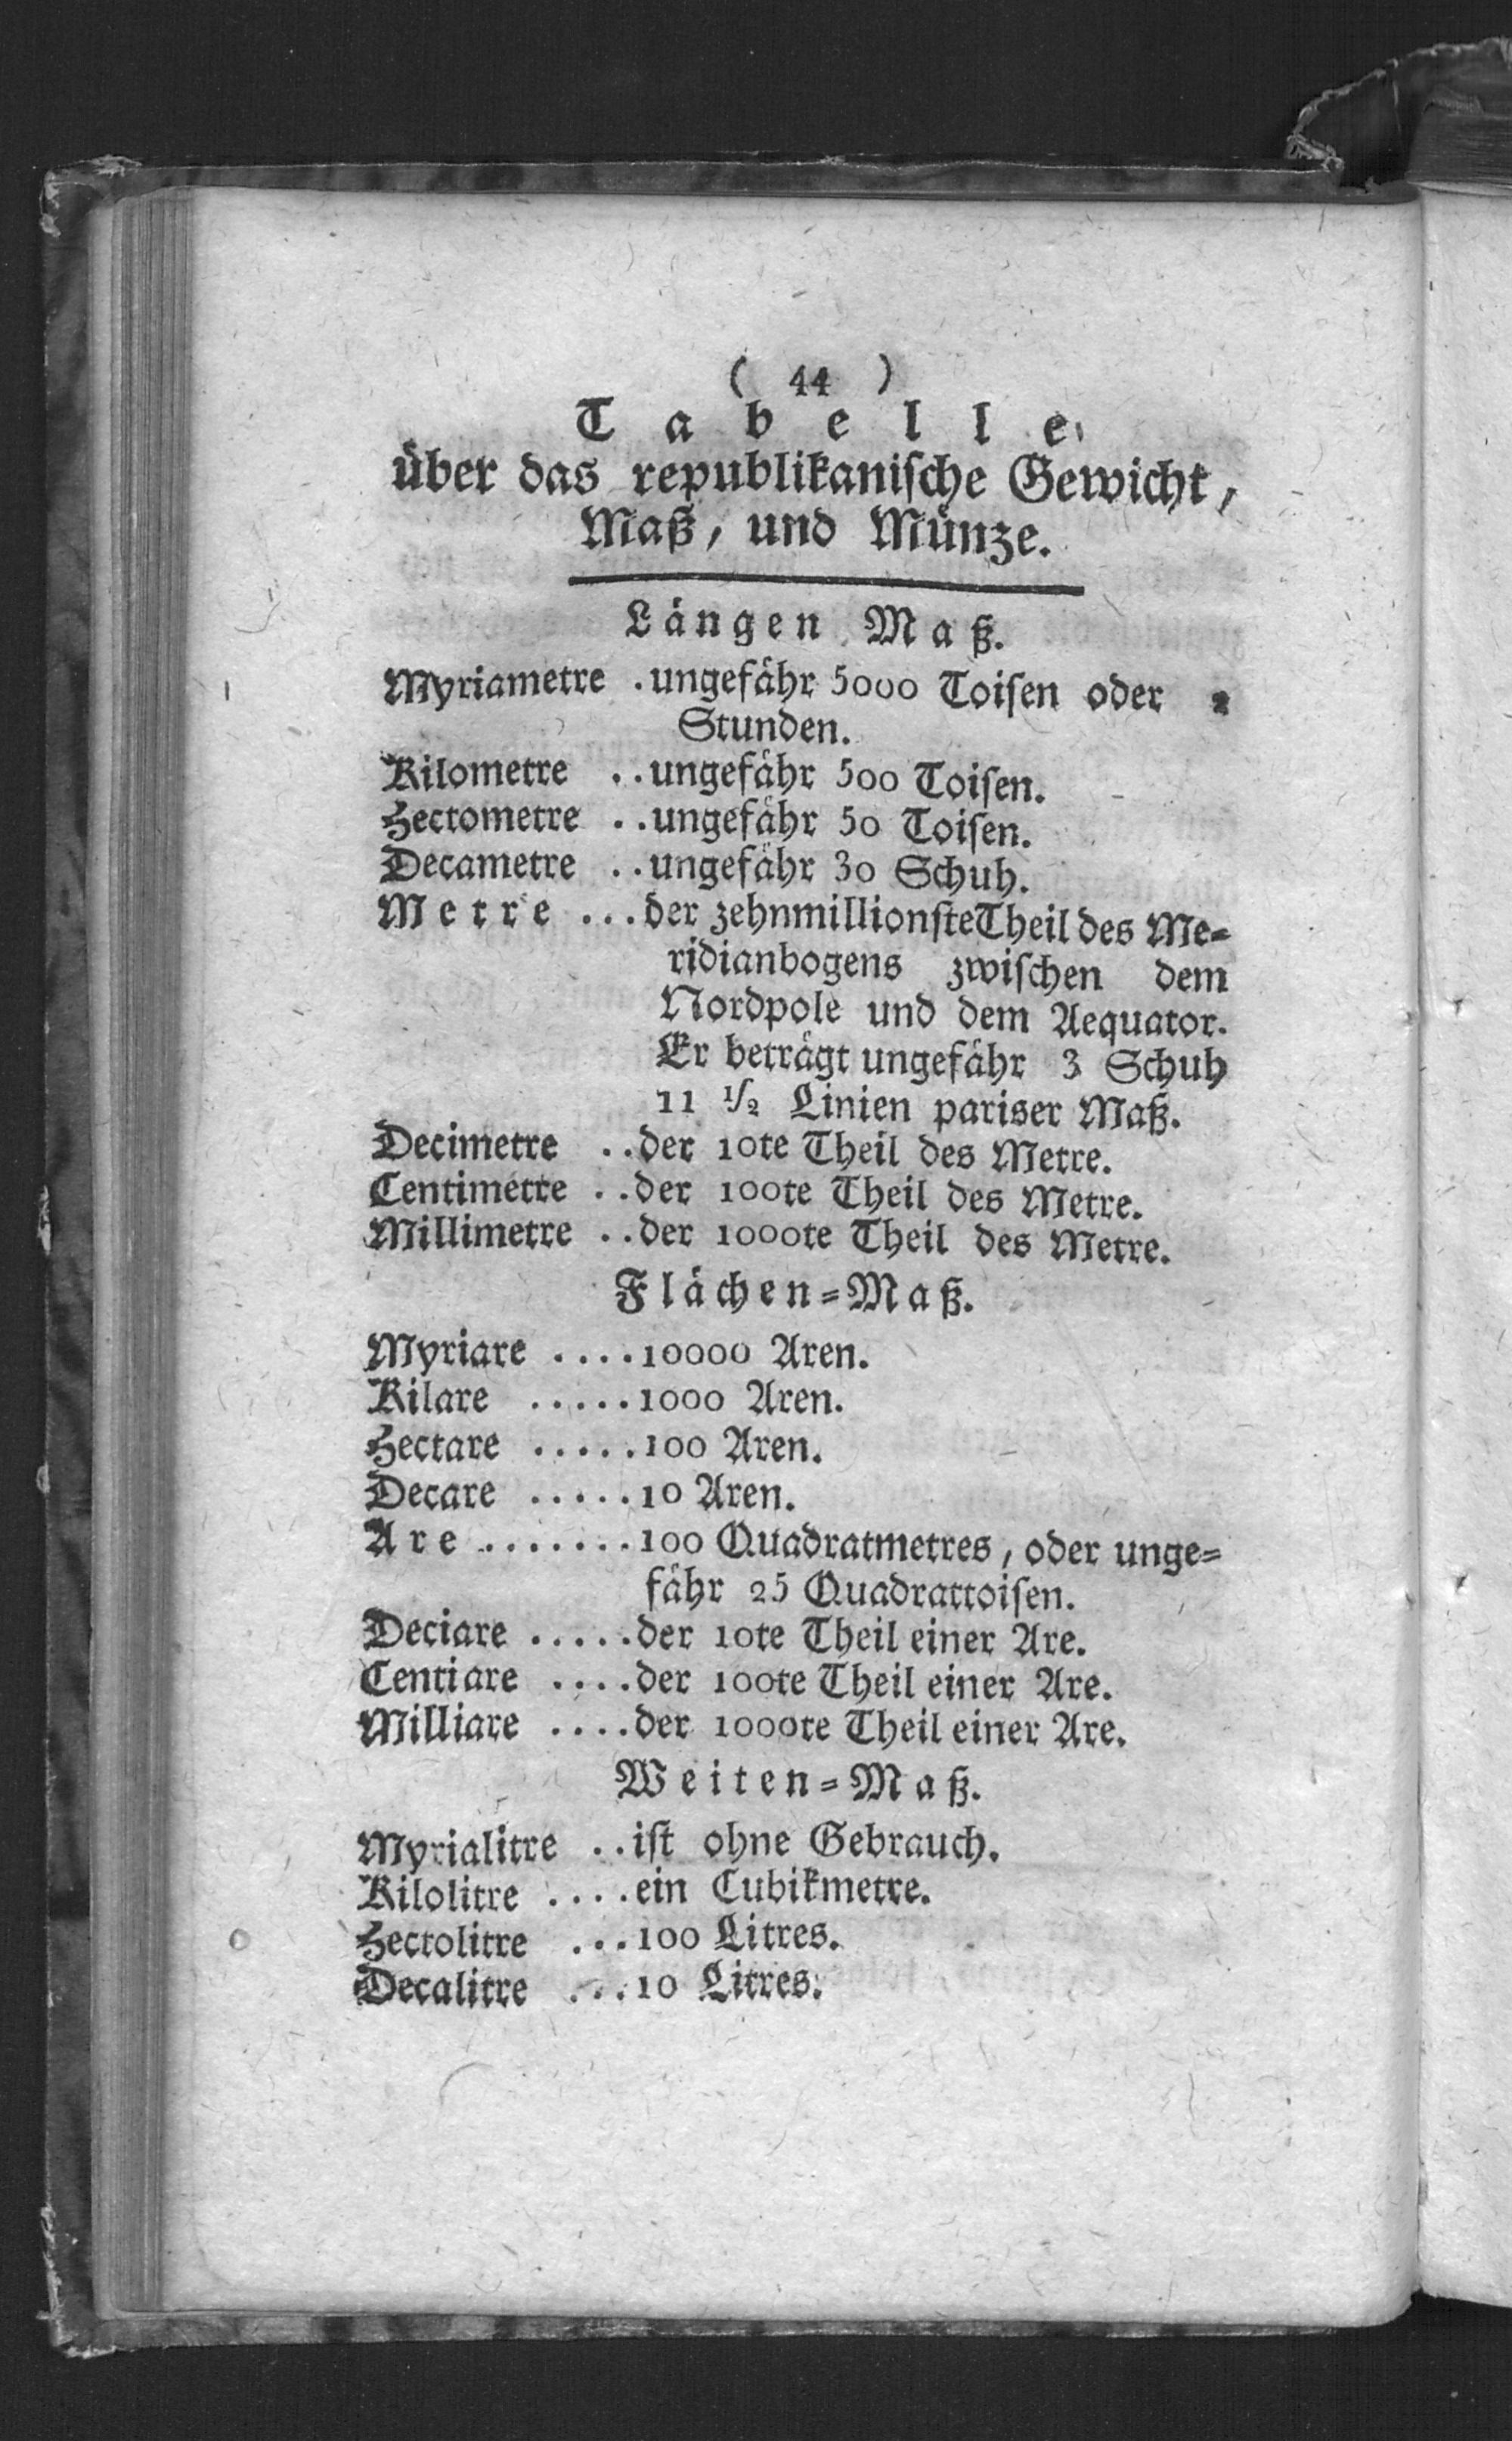 ( 44 )
Tabelle
über das republikanische Gewicht,
Maß, und Münze.
Längen Maß.
Myriametre . ungefähr 5000 Toisen oder 2
Stunden.
Kilometre .. ungefähr 500 Toisen.
Hectometre .. ungefähr 50 Toisen.
Decametre .. ungefähr 30 Schuh.
Metre ... der zehnmillionste Theil des Me-
ridianbogens zwischen dem
Nordpole und dem Aequator.
Er beträgt ungefähr 3 Schuh
11 1/2 Linien pariser Maß.
Decimetre .. der 10te Theil des Metre.
Centimetre .. der 100te Theil des Metre.
Millimetre .. der 1000te Theil des Metre.
Flächen-Maß.
Myriare .... 10000 Aren.
Kilare ..... 1000 Aren.
Hectare ..... 100 Aren.
Decare ..... 10 Aren.
Are ....... 100 Quadratmetres, oder unge-
fähr 25 Quadrattoisen.
Deciare ..... der 10te Theil einer Are.
Centiare .... der 100te Theil einer Are.
Milliare .... der 1000te Theil einer Are.
Weiten-Maß.
Myrialitre .. ist ohne Gebrauch.
Kilolitre .... ein Cubikmetre.
Hectolitre ... 100 Litres.
Decalitre ... 10 Litres.